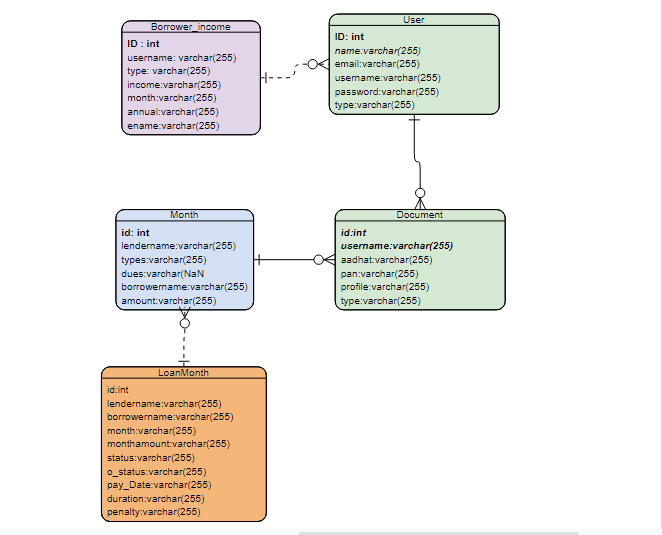 Borrower_income
ID : int
username: varchar(255)
type: varchar(255)
income:varchar(255)
month:varchar(255)
annual:varchar(255)
ename:varchar(255)
User
ID: int
name:varchar(255)
email:varchar(255)
username:varchar(255)
password:varchar(255)
type:varchar(255)
Month
id: int
lendername:varchar(255)
types:varchar(255)
dues:varchar(NaN
borrowername:varchar(255)
amount:varchar(255)
Document
id:int
username:varchar(255)
aadhat:varchar(255)
pan:varchar(255)
profile:varchar(255)
type:varchar(255)
LoanMonth
id:int
lendername:varchar(255)
borrowername:varchar(255)
month:varchar(255)
monthamount:varchar(255)
status:varchar(255)
o_status:varchar(255)
pay_Date:varchar(255)
duration:varchar(255)
penalty:varchar(255)